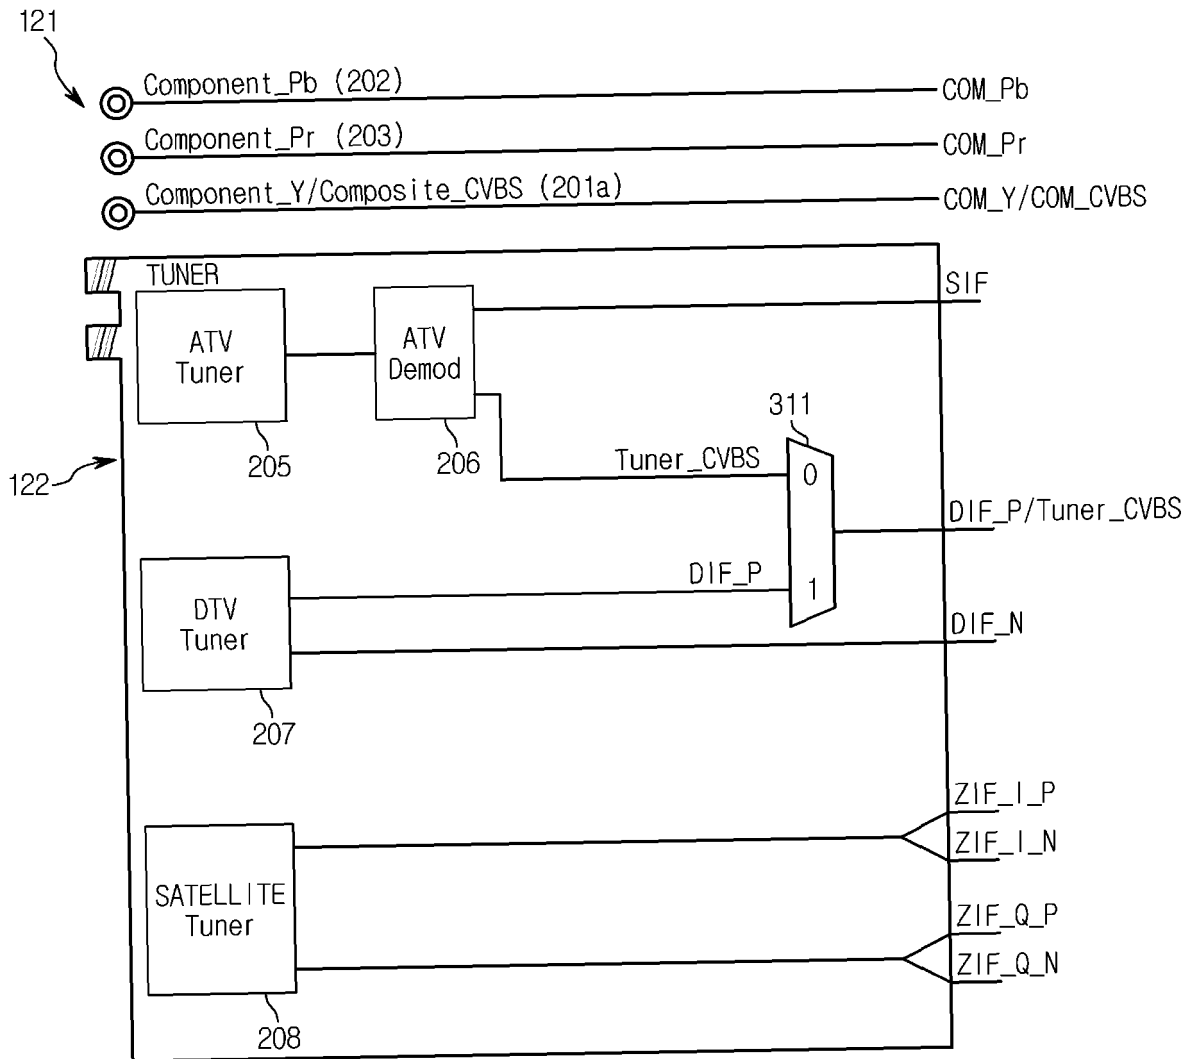 121
Component_Pb (202)
COM_Pb
Component_Pr (203)
COM_Pr
Component_Y/Composite_CVBS (201a)
COM_Y/COM_CVBS
TUNER
SIF
ATV
Tuner
ATV
Demod
311
205
206
Tuner_CVBS
0
122
DIF_P/Tuner_CVBS
DIF_P
1
DTV
Tuner
DIF_N
207
ZIF_I_P
ZIF_I_N
SATELLITE
Tuner
ZIF_Q_P
ZIF_Q_N
208